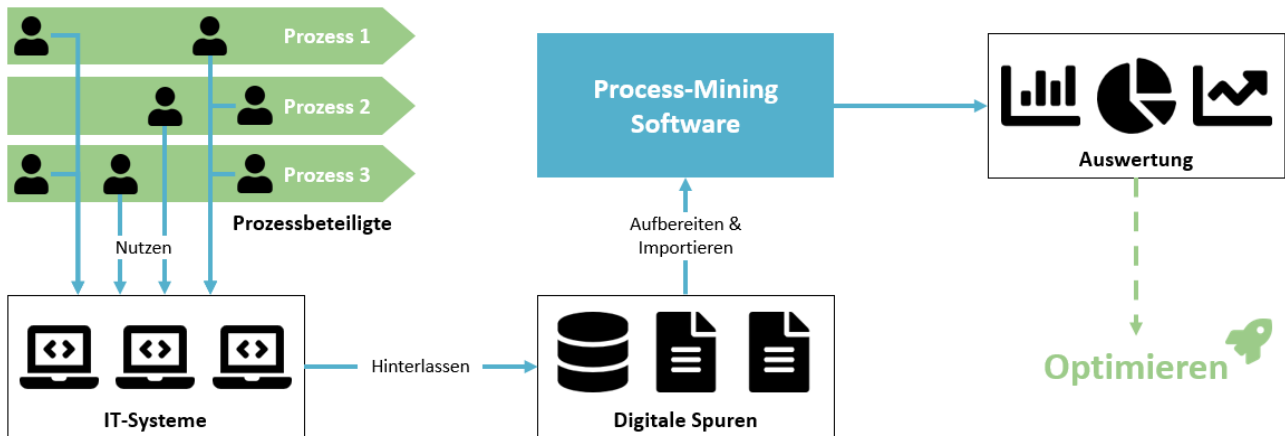 Prozess 1
Prozess 2
Prozess 3
Prozessbeteiligte
Nutzen
IT-Systeme
Hinterlassen
Digitale Spuren
Aufbereiten &
Importieren
Process-Mining
Software
Auswertung
Optimieren